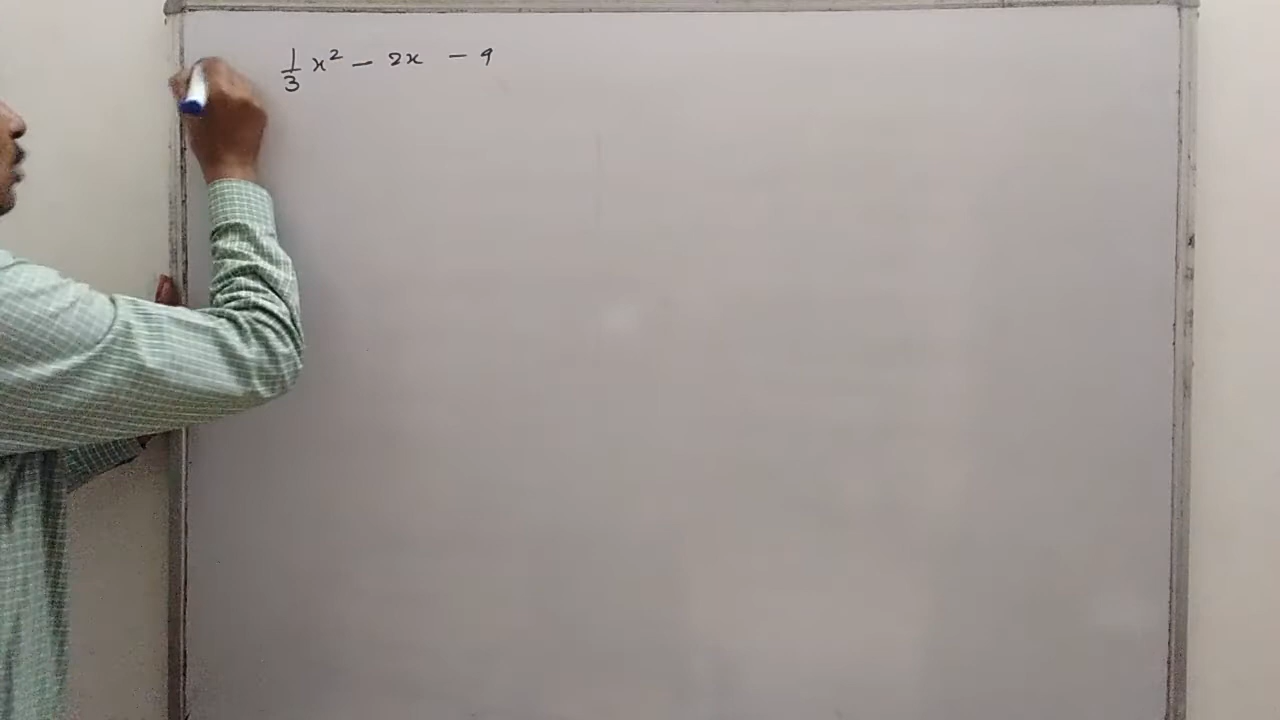 1/3 x² - 2x - 9